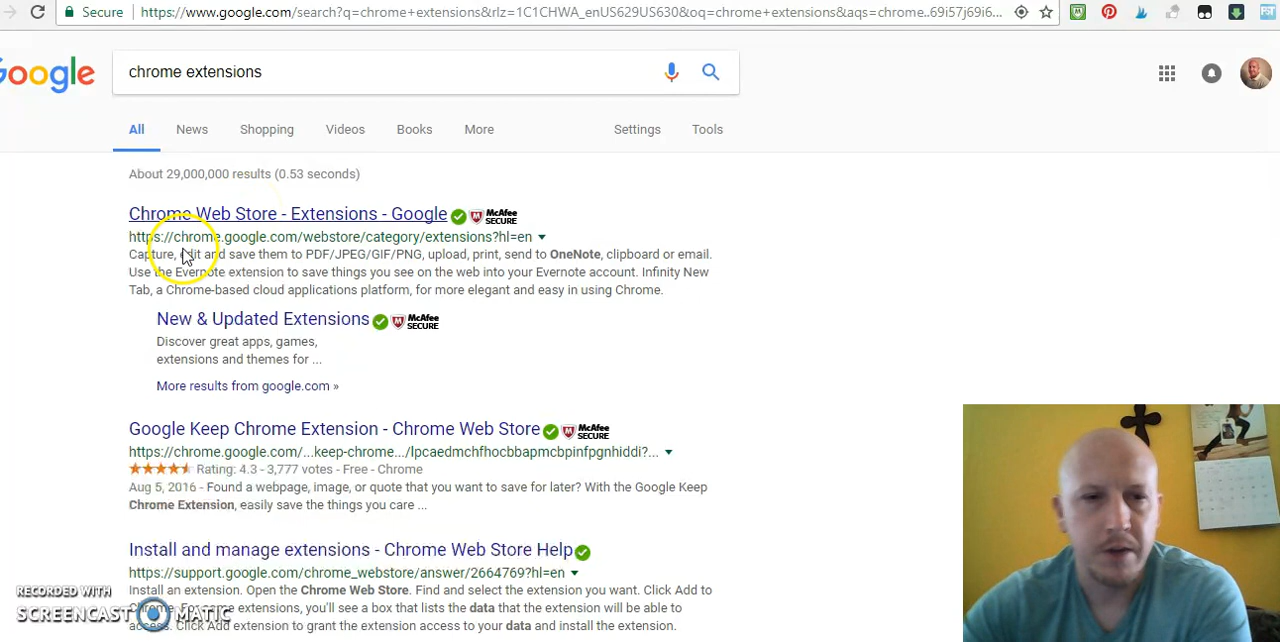 Secure https://www.google.com/search?q=chrome+extensions&rlz=1C1CHWA_enUS629US630&oq=chrome+extensions&aqs=chrome..69i57j69i6...
Google
chrome extensions
All News Shopping Videos Books More Settings Tools
About 29,000,000 results (0.53 seconds)
Chrome Web Store - Extensions - Google McAfee SECURE
https://chrome.google.com/webstore/category/extensions?hl=en
Capture, edit and save them to PDF/JPEG/GIF/PNG, upload, print, send to OneNote, clipboard or email.
Use the Evernote extension to save things you see on the web into your Evernote account. Infinity New
Tab, a Chrome-based cloud applications platform, for more elegant and easy in using Chrome.
New & Updated Extensions McAfee SECURE
Discover great apps, games,
extensions and themes for ...
More results from google.com »
Google Keep Chrome Extension - Chrome Web Store McAfee SECURE
https://chrome.google.com/...keep-chrome.../lpcaedmchfhocbbapmcbpinfpgnhiddi?...
Rating: 4.3 - 3,777 votes - Free - Chrome
Aug 5, 2016 - Found a webpage, image, or quote that you want to save for later? With the Google Keep
Chrome Extension, easily save the things you care ...
Install and manage extensions - Chrome Web Store Help
https://support.google.com/chrome_webstore/answer/2664769?hl=en
Install an extension. Open the Chrome Web Store. Find and select the extension you want. Click Add to
Chrome. For some extensions, you'll see a box that lists the data that the extension will be able to
access. Click Add extension to grant the extension access to your data and install the extension.
RECORDED WITH
SCREENCAST MATIC